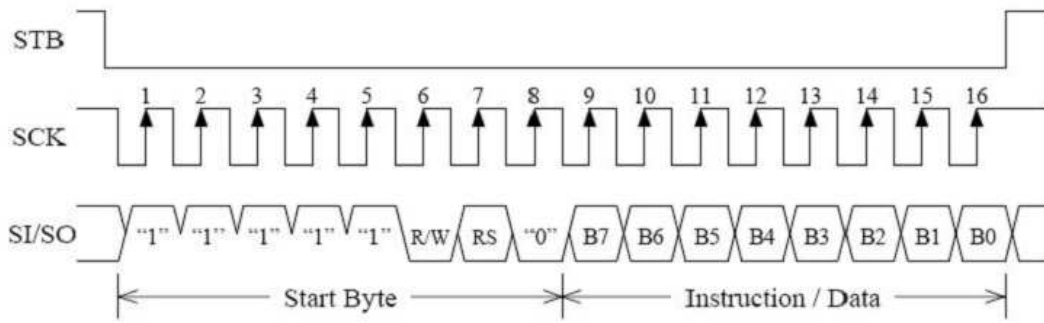 STB
1 2 3 4 5 6 7 8 9 10 11 12 13 14 15 16
SCK
SI/SO “1” “1” “1” “1” “1” R/W RS “0” B7 B6 B5 B4 B3 B2 B1 B0
Start Byte Instruction / Data